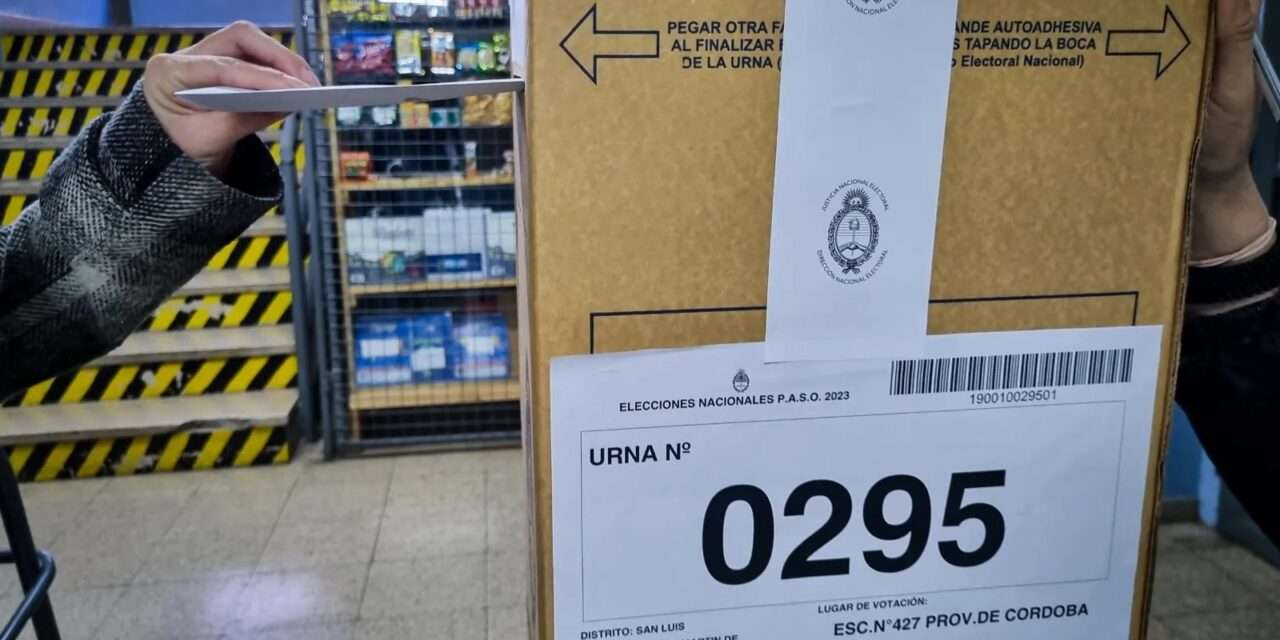 PEGAR OTRA FA ANDE AUTOADHESIVA
AL FINALIZAR S TAPANDO LA BOCA
DE LA URNA ( o Electoral Nacional)
JUSTICIA NACIONAL ELECTORAL
DIRECCIÓN NACIONAL ELECTORAL
ELECCIONES NACIONALES P.A.S.O. 2023
190010029501
URNA Nº
0295
LUGAR DE VOTACIÓN:
DISTRITO: SAN LUIS
ESC.N°427 PROV.DE CORDOBA